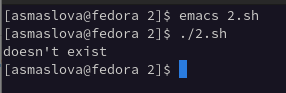 [asmaslova@fedora 2]$ emacs 2.sh
[asmaslova@fedora 2]$ ./2.sh
doesn't exist
[asmaslova@fedora 2]$